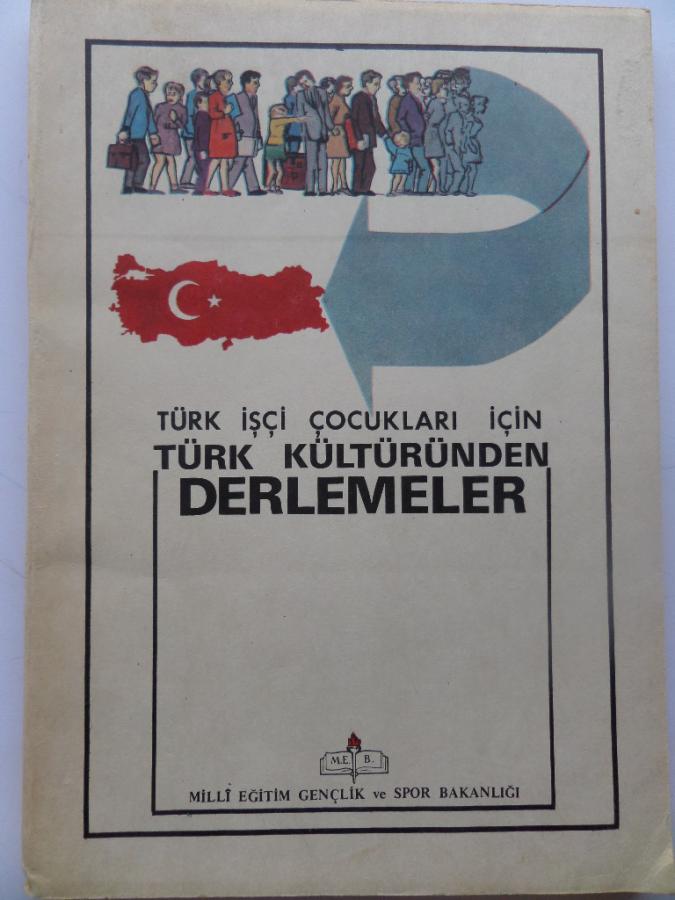 TÜRK İŞÇİ ÇOCUKLARI İÇİN
TÜRK KÜLTÜRÜNDEN
DERLEMELER
M.E. B.
MİLLÎ EĞİTİM GENÇLİK ve SPOR BAKANLIĞI